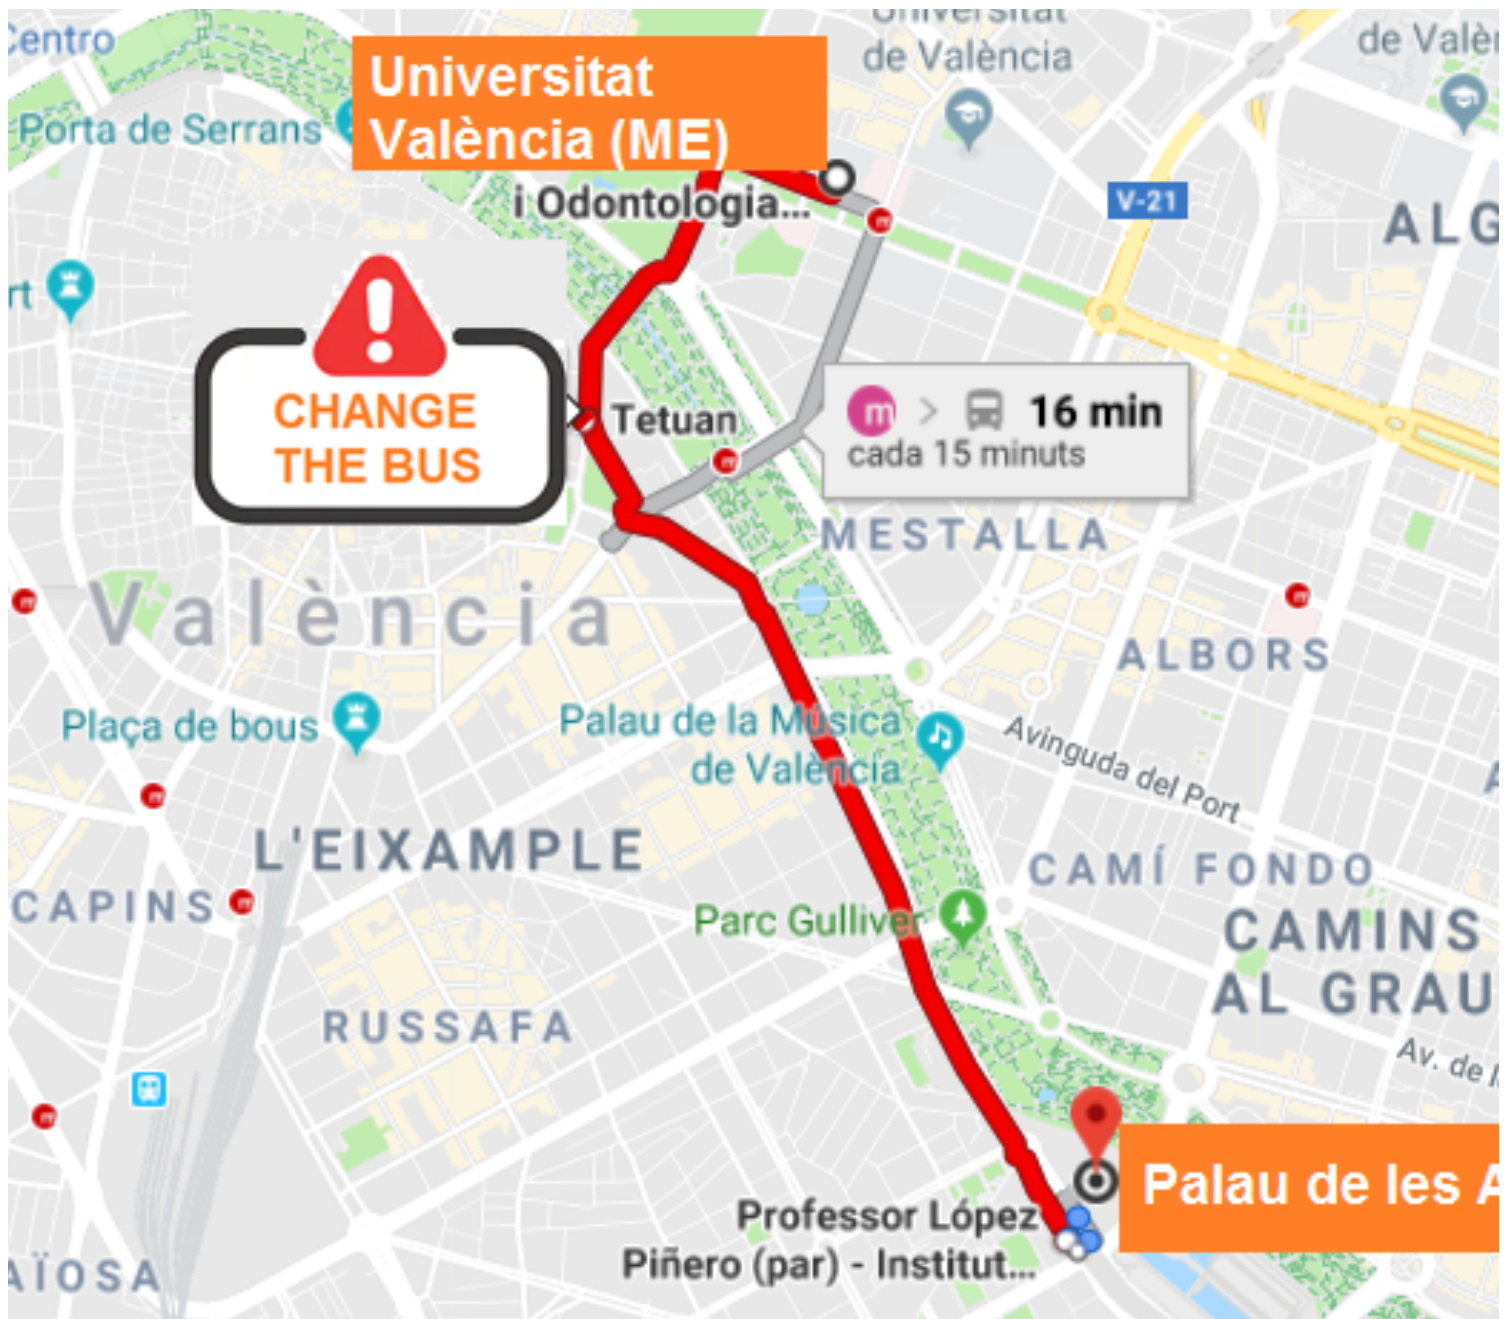 Centro
Universitat
de València
de Valèn
Universitat
València (ME)
Porta de Serrans
i Odontologia...
V-21
ALG
rt
CHANGE
THE BUS
Tetuan
m > 16 min
cada 15 minuts
MESTALLA
València
ALBORS
Plaça de bous
Palau de la Música
de València
Avinguda del Port
L'EIXAMPLE
CAMÍ FONDO
CAPINS
Parc Gulliver
CAMINS
AL GRAU
RUSSAFA
Av. de l
Palau de les A
Professor López
Piñero (par) - Institut...
AÏOSA